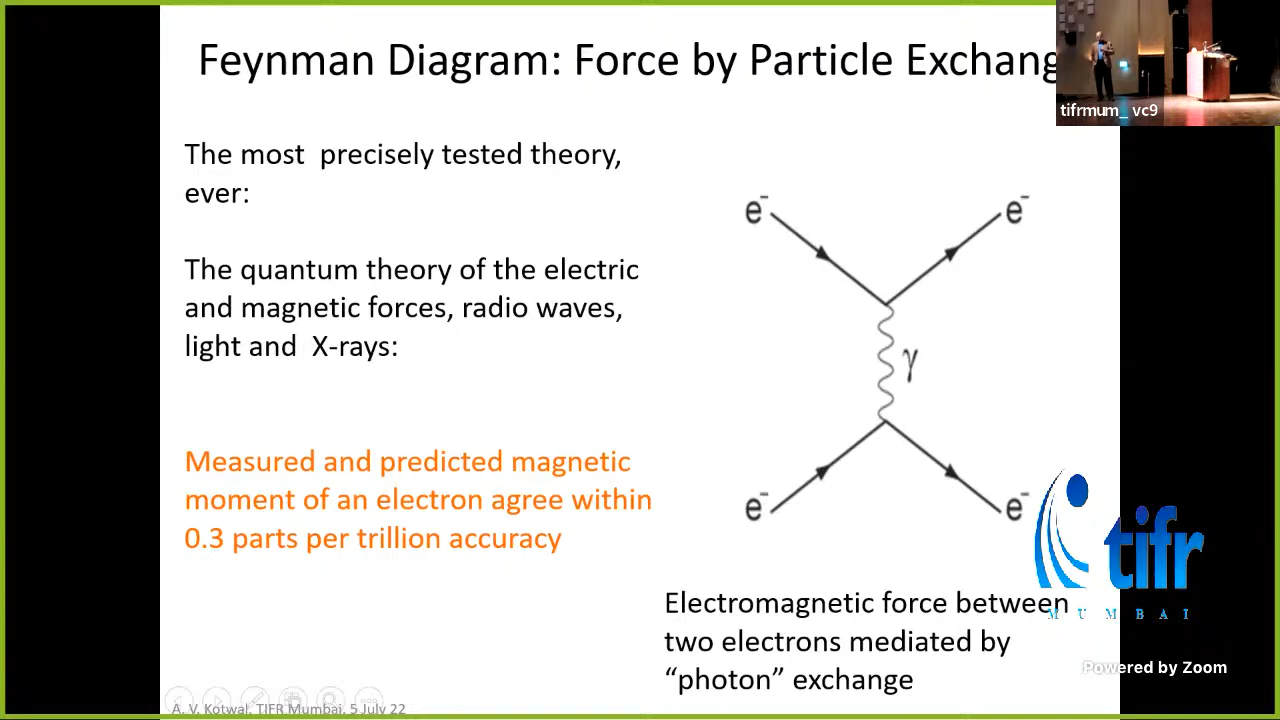 Feynman Diagram: Force by Particle Exchang
tifrmum_ vc9
The most precisely tested theory,
ever:
The quantum theory of the electric
and magnetic forces, radio waves,
light and X-rays:
Measured and predicted magnetic
moment of an electron agree within
0.3 parts per trillion accuracy
e⁻ e⁻
γ
e⁻ e⁻
tifr
MUMBAI
Electromagnetic force between
two electrons mediated by
“photon” exchange
Powered by Zoom
A. V. Kotwal, TIFR Mumbai, 5 July 22